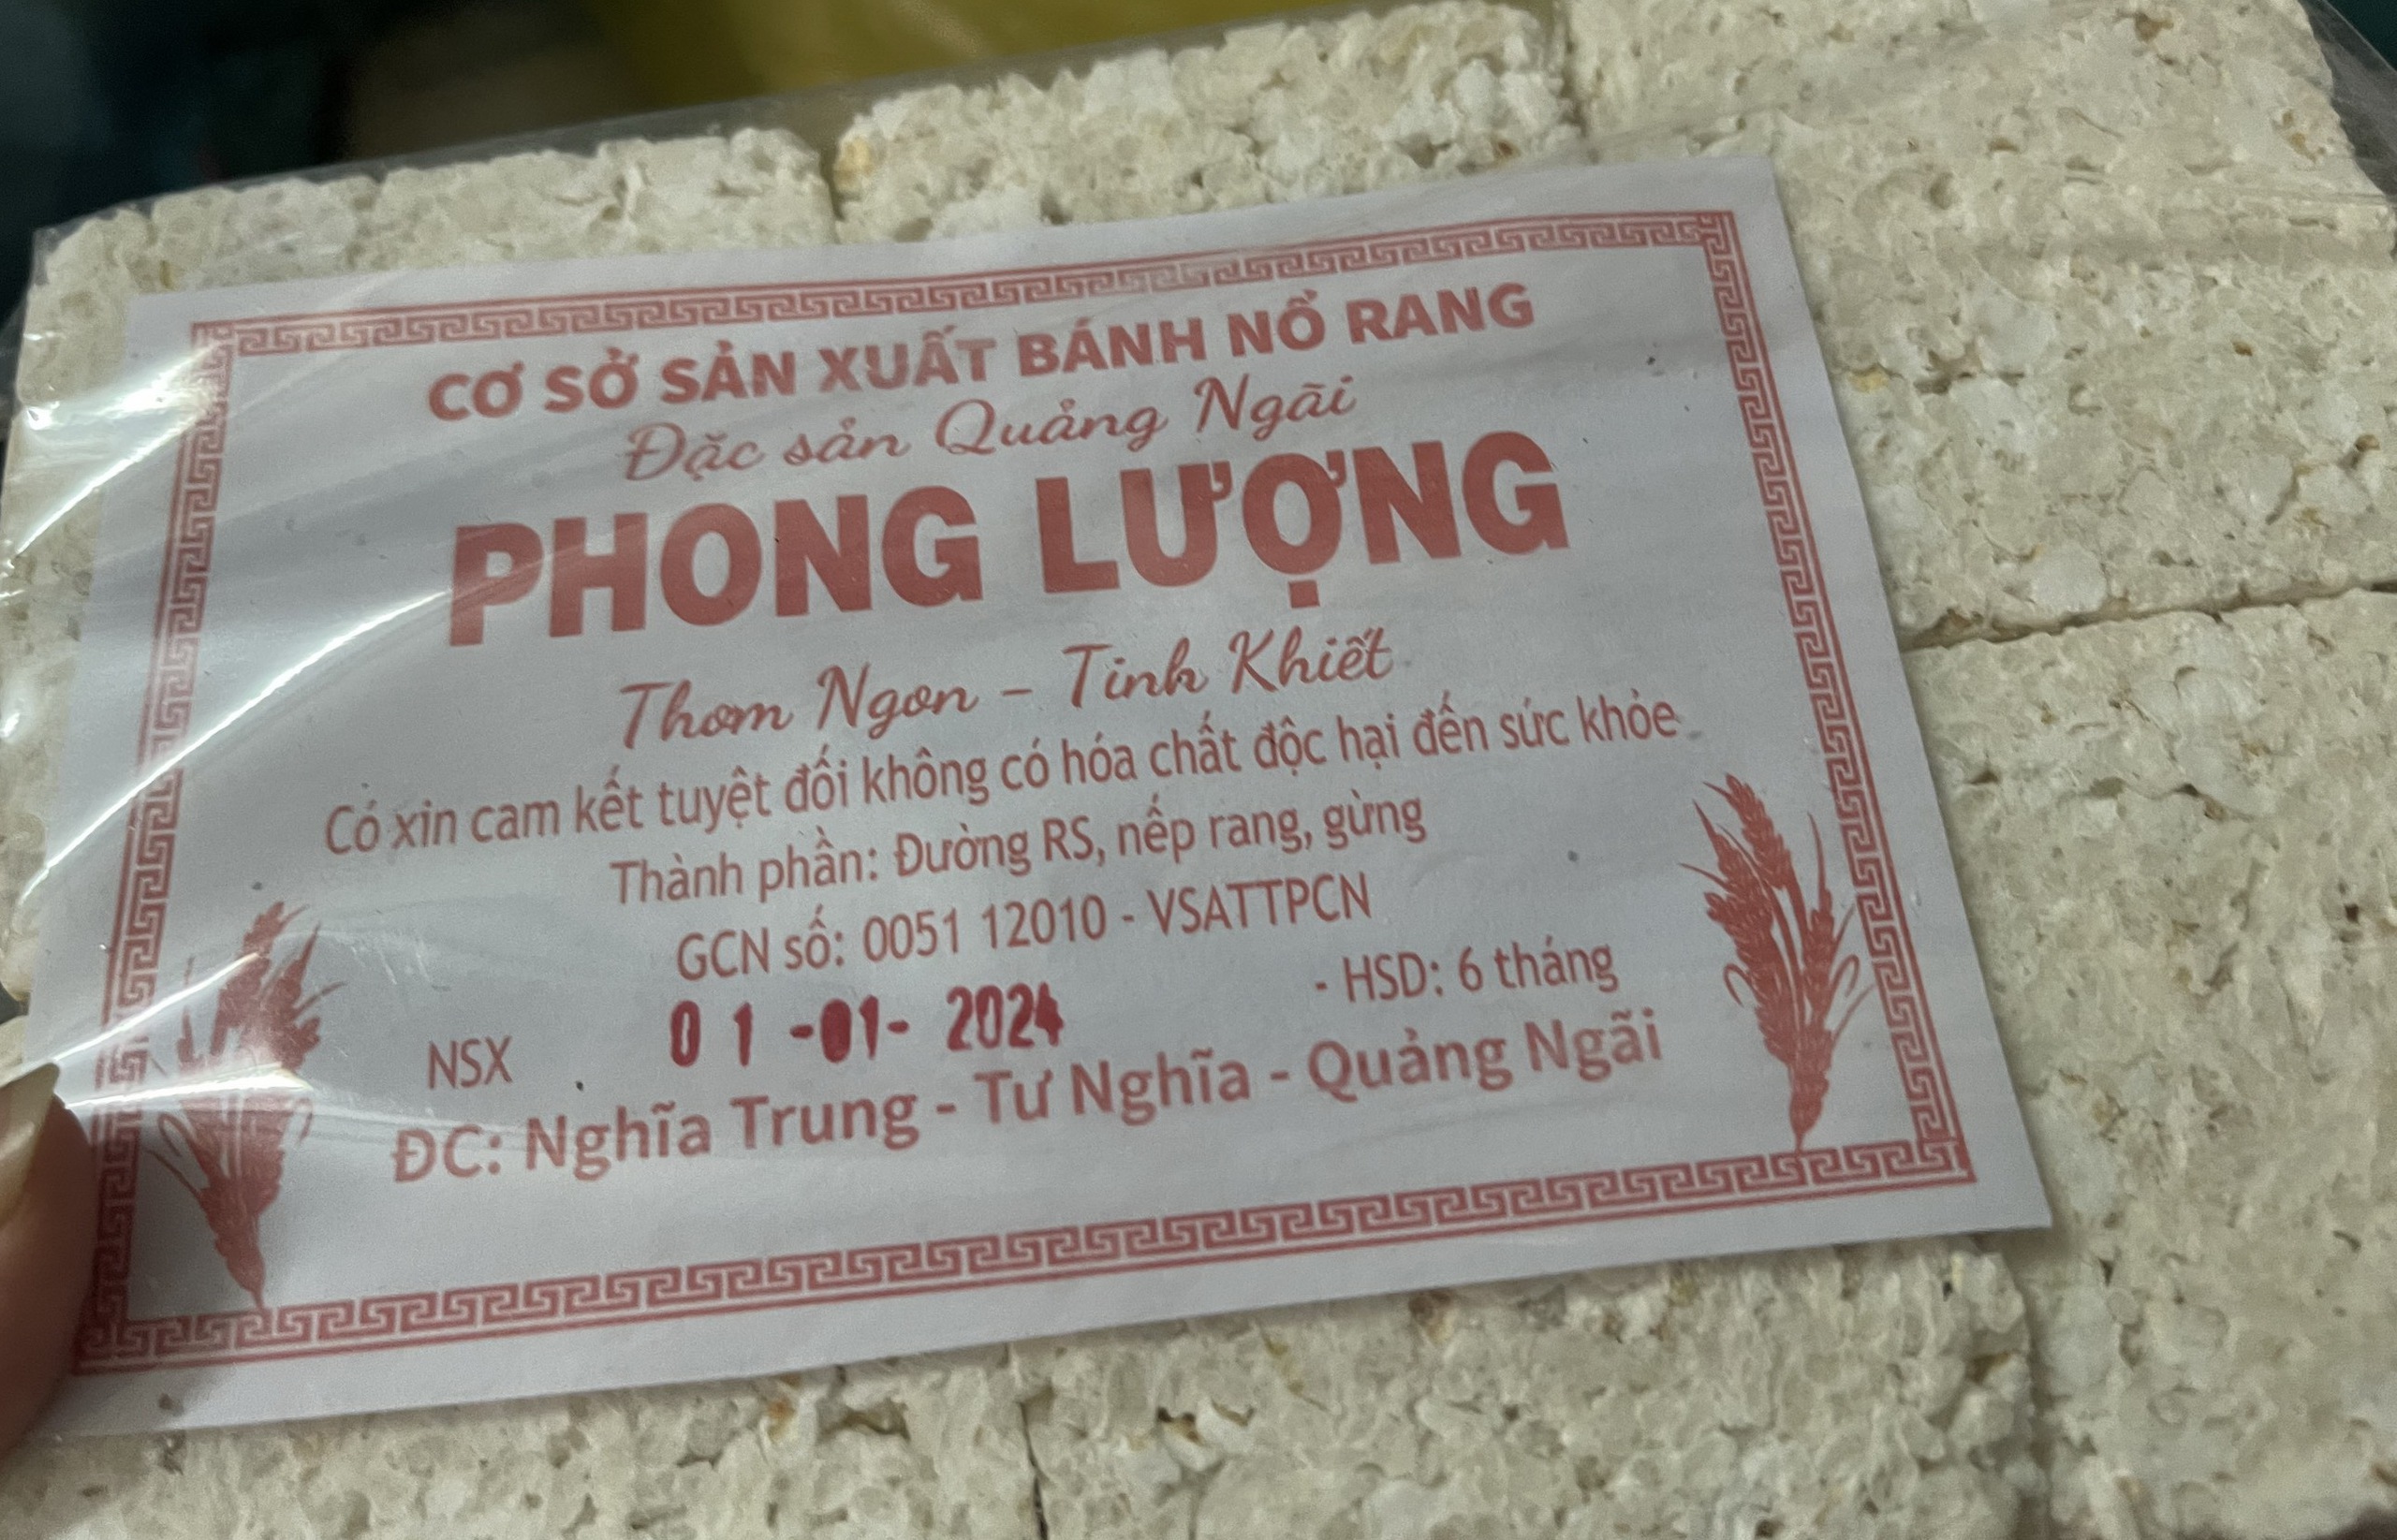 CƠ SỞ SẢN XUẤT BÁNH NỔ RANG
Đặc sản Quảng Ngãi
PHONG LƯỢNG
Thơm Ngon – Tinh Khiết
Có xin cam kết tuyệt đối không có hóa chất độc hại đến sức khỏe
Thành phần: Đường RS, nếp rang, gừng
GCN số: 0051 12010 - VSATTPCN
NSX 01-01-2024 - HSD: 6 tháng
ĐC: Nghĩa Trung - Tư Nghĩa - Quảng Ngãi